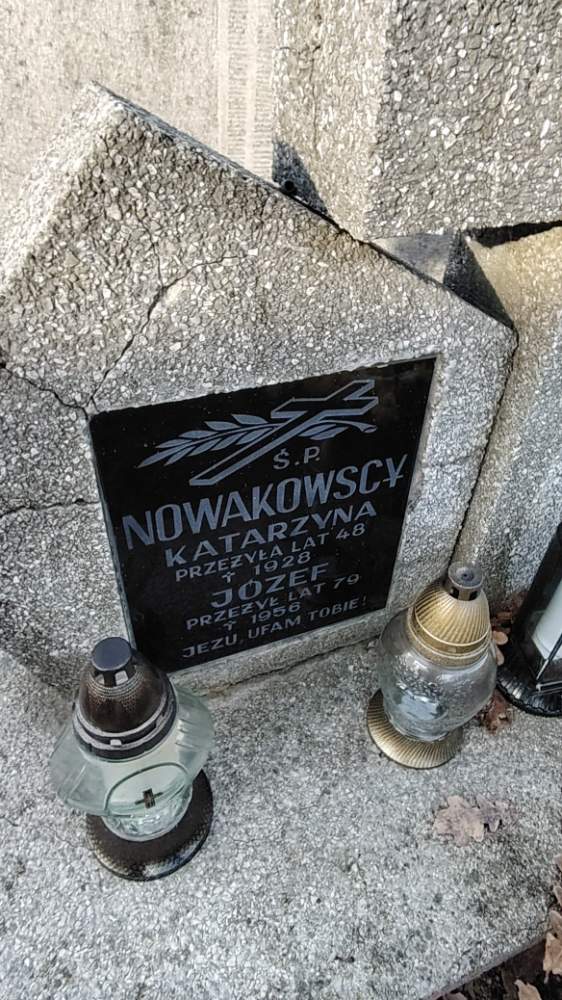 Ś.P.
NOWAKOWSCY
KATARZYNA
PRZEŻYŁA LAT 48
† 1928
JÓZEF
PRZEŻYŁ LAT 79
† 1956
JEZU, UFAM TOBIE!